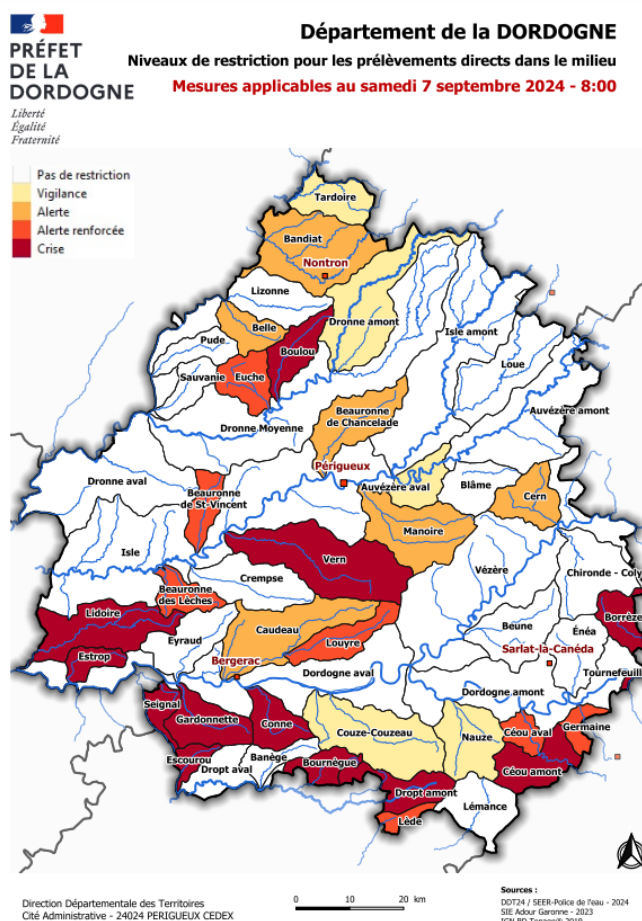 PRÉFET
DE LA
DORDOGNE
Liberté
Égalité
Fraternité
Département de la DORDOGNE
Niveaux de restriction pour les prélèvements directs dans le milieu
Mesures applicables au samedi 7 septembre 2024 - 8:00
Pas de restriction
Vigilance
Alerte
Alerte renforcée
Crise
Tardoire
Bandiat
Nontron
Lizonne
Dronne amont
Belle
Isle amont
Pude
Boulou
Loue
Sauvanie
Euche
Beauronne
de Chancelade
Auvézère amont
Dronne Moyenne
Périgueux
Dronne aval
Auvézère aval
Blâme
Beauronne
de St-Vincent
Cern
Manoire
Isle
Vern
Vézère
Chironde - Coly
Crempse
Beauronne
des Lèches
Lidoire
Borrèze
Caudeau
Beune
Énéa
Eyraud
Louyre
Sarlat-la-Canéda
Estrop
Bergerac
Dordogne aval
Tournefeuille
Dordogne amont
Seignal
Gardonnette
Conne
Couze-Couzeau
Nauze
Céou aval
Germaine
Escourou
Banège
Bournègue
Dropt aval
Céou amont
Dropt amont
Lémance
Lède
Direction Départementale des Territoires
Cité Administrative - 24024 PERIGUEUX CEDEX
0 10 20 km
Sources :
DDT24 / SEER-Police de l'eau - 2024
SIE Adour Garonne - 2023
IGN BD Topage® 2019